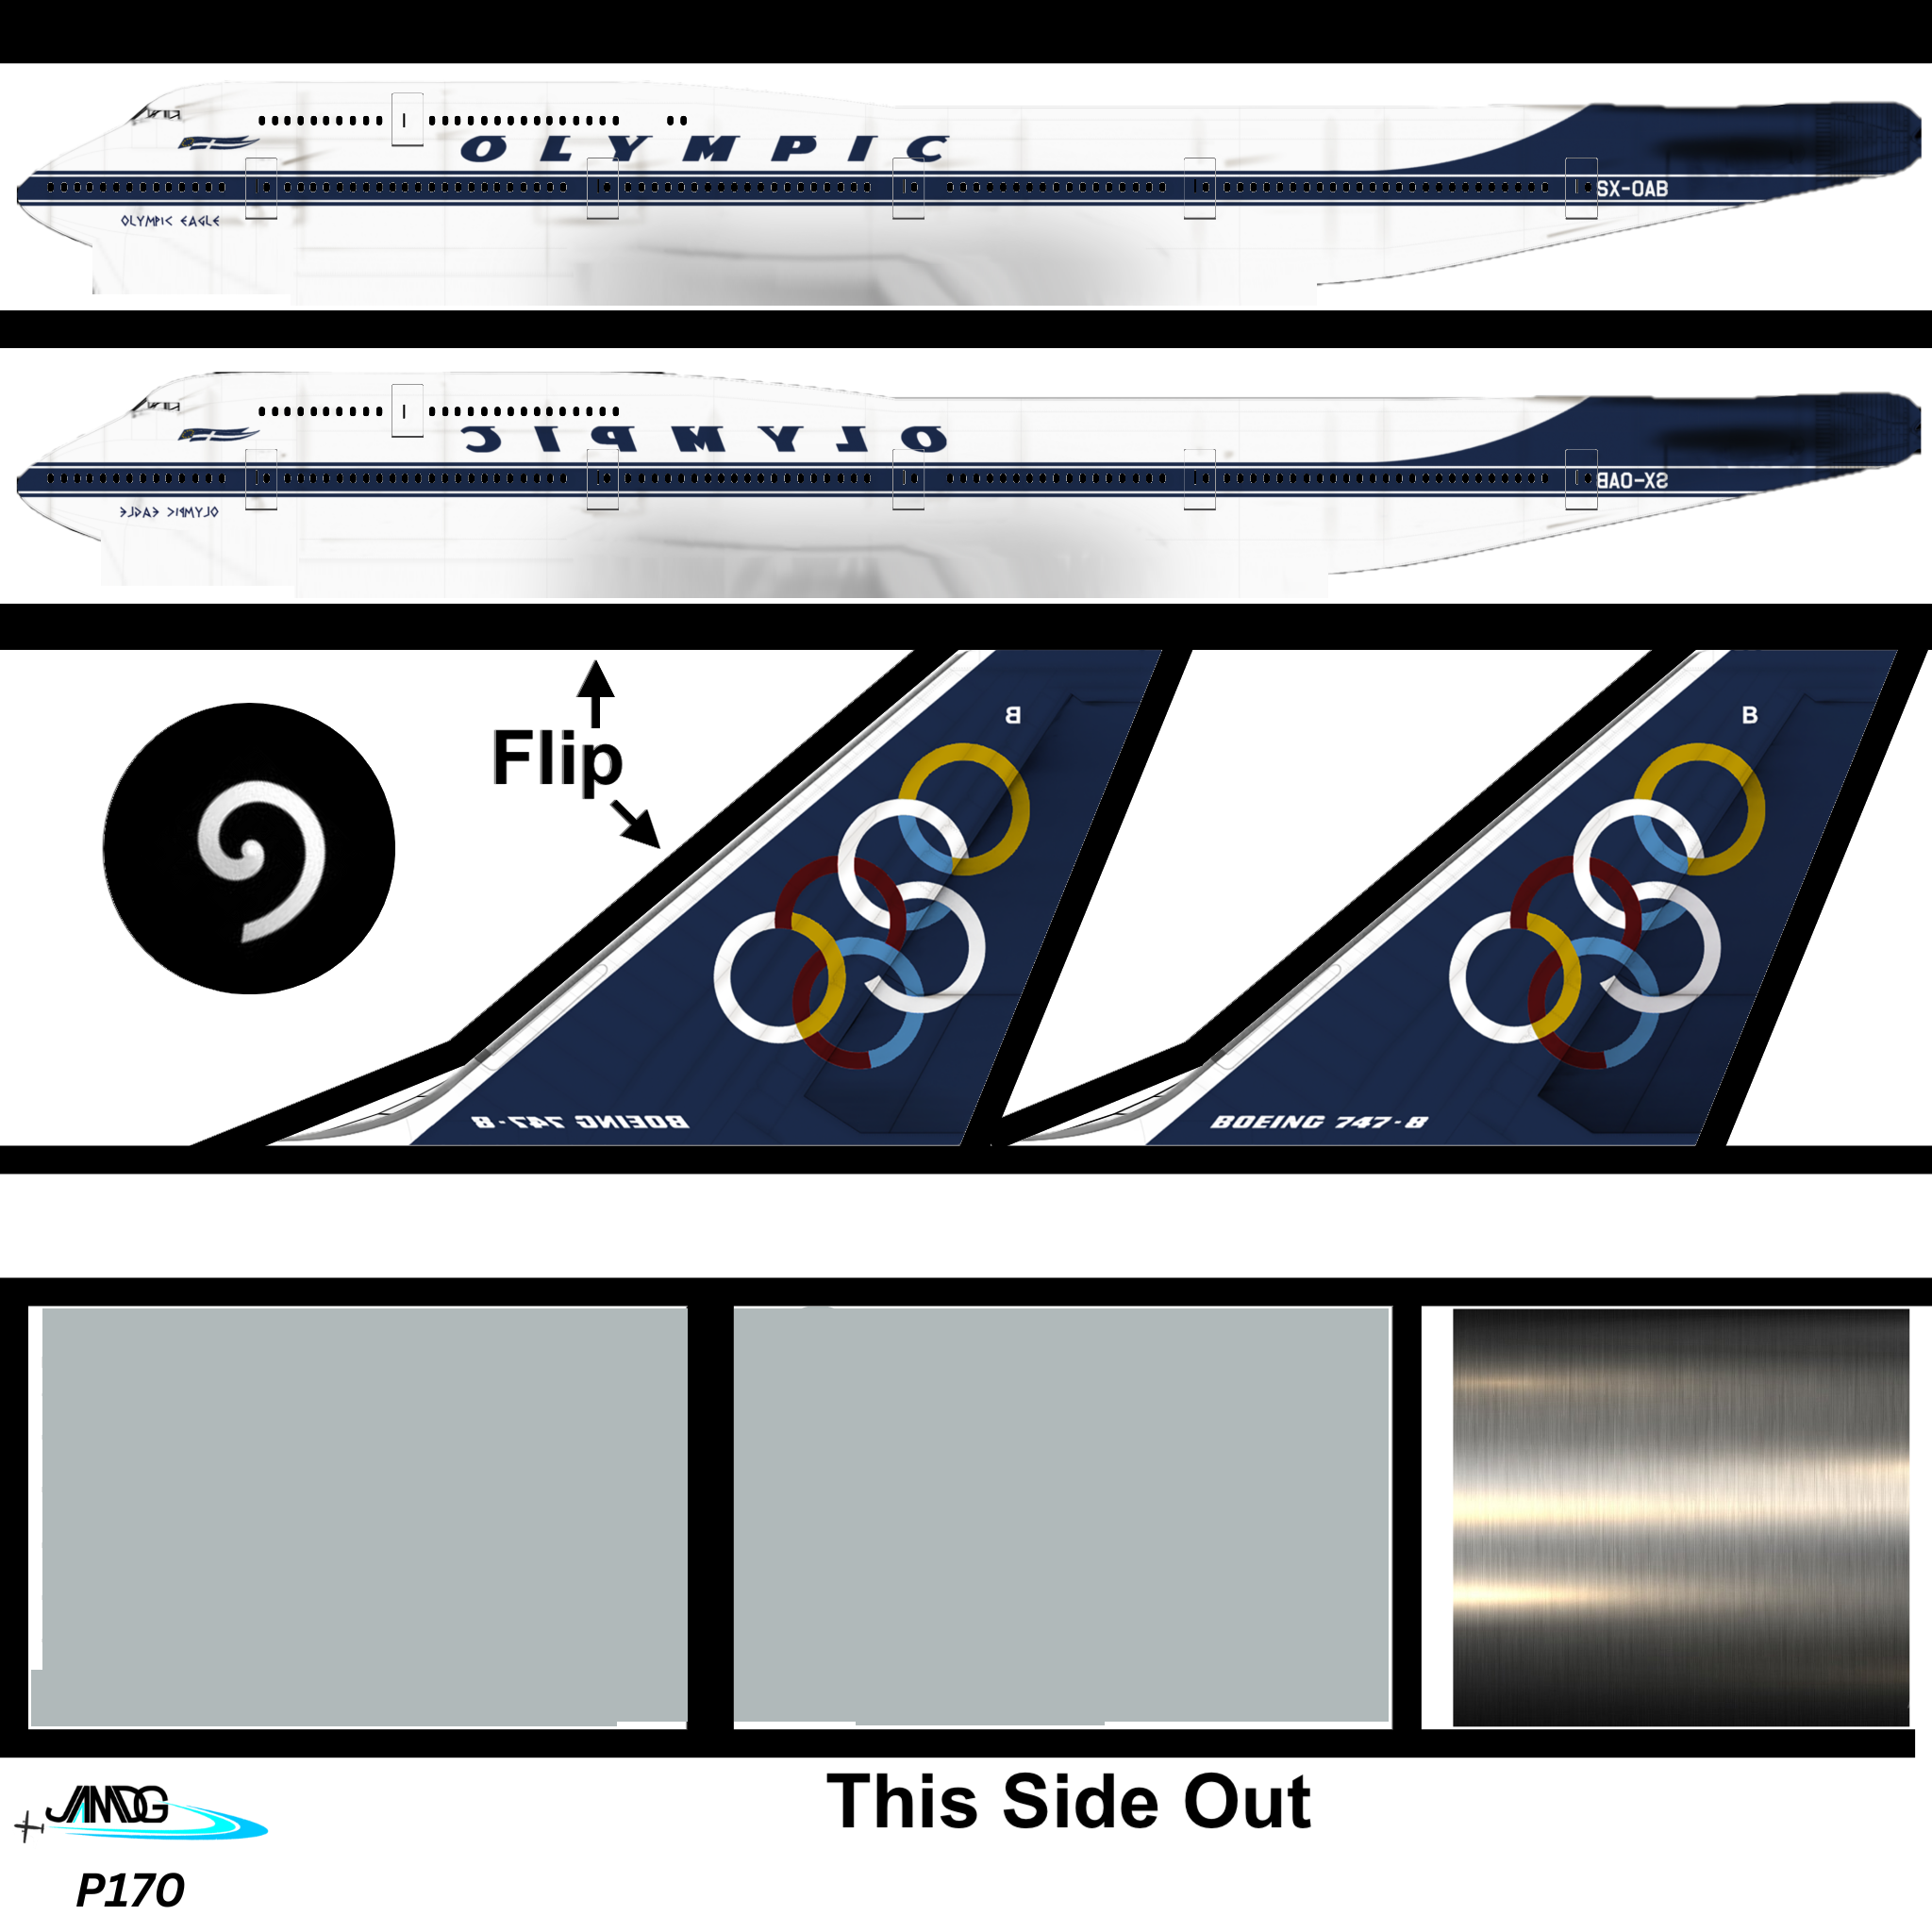 OLYMPIC
SX-OAB
OLYMPIC EAGLE
OLYMPIC
SX-OAB
OLYMPIC EAGLE
Flip
B
B
BOEING 747-8
BOEING 747-8
This Side Out
JAMDG
P170